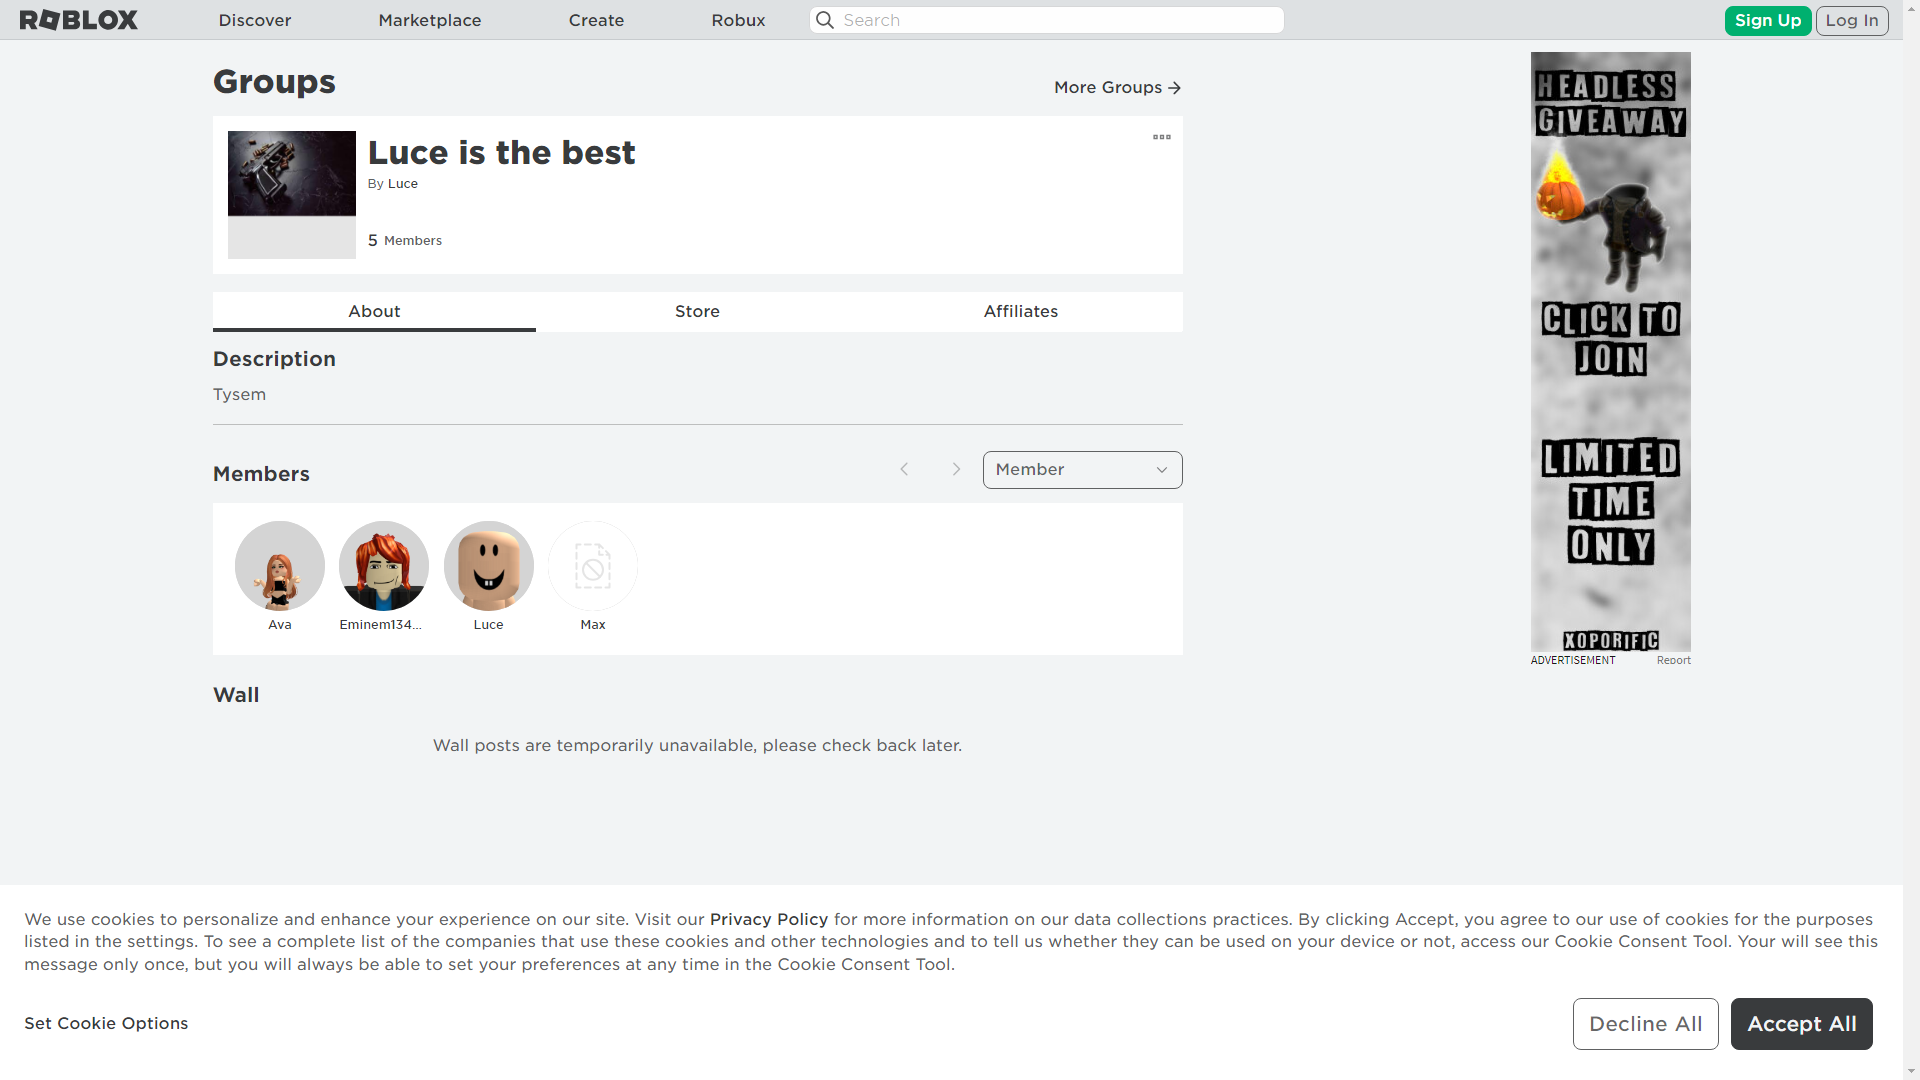 ROBLOX
Discover
Marketplace
Create
Robux
Search
Sign Up
Log In
Groups
More Groups
Luce is the best
By Luce
5 Members
About
Store
Affiliates
Description
Tysem
Members
Member
Ava
Eminem134...
Luce
Max
Wall
Wall posts are temporarily unavailable, please check back later.
HEADLESS
GIVEAWAY
CLICK TO
JOIN
LIMITED
TIME
ONLY
XOPORIFIC
ADVERTISEMENT
Report
We use cookies to personalize and enhance your experience on our site. Visit our Privacy Policy for more information on our data collections practices. By clicking Accept, you agree to our use of cookies for the purposes
listed in the settings. To see a complete list of the companies that use these cookies and other technologies and to tell us whether they can be used on your device or not, access our Cookie Consent Tool. Your will see this
message only once, but you will always be able to set your preferences at any time in the Cookie Consent Tool.
Set Cookie Options
Decline All
Accept All